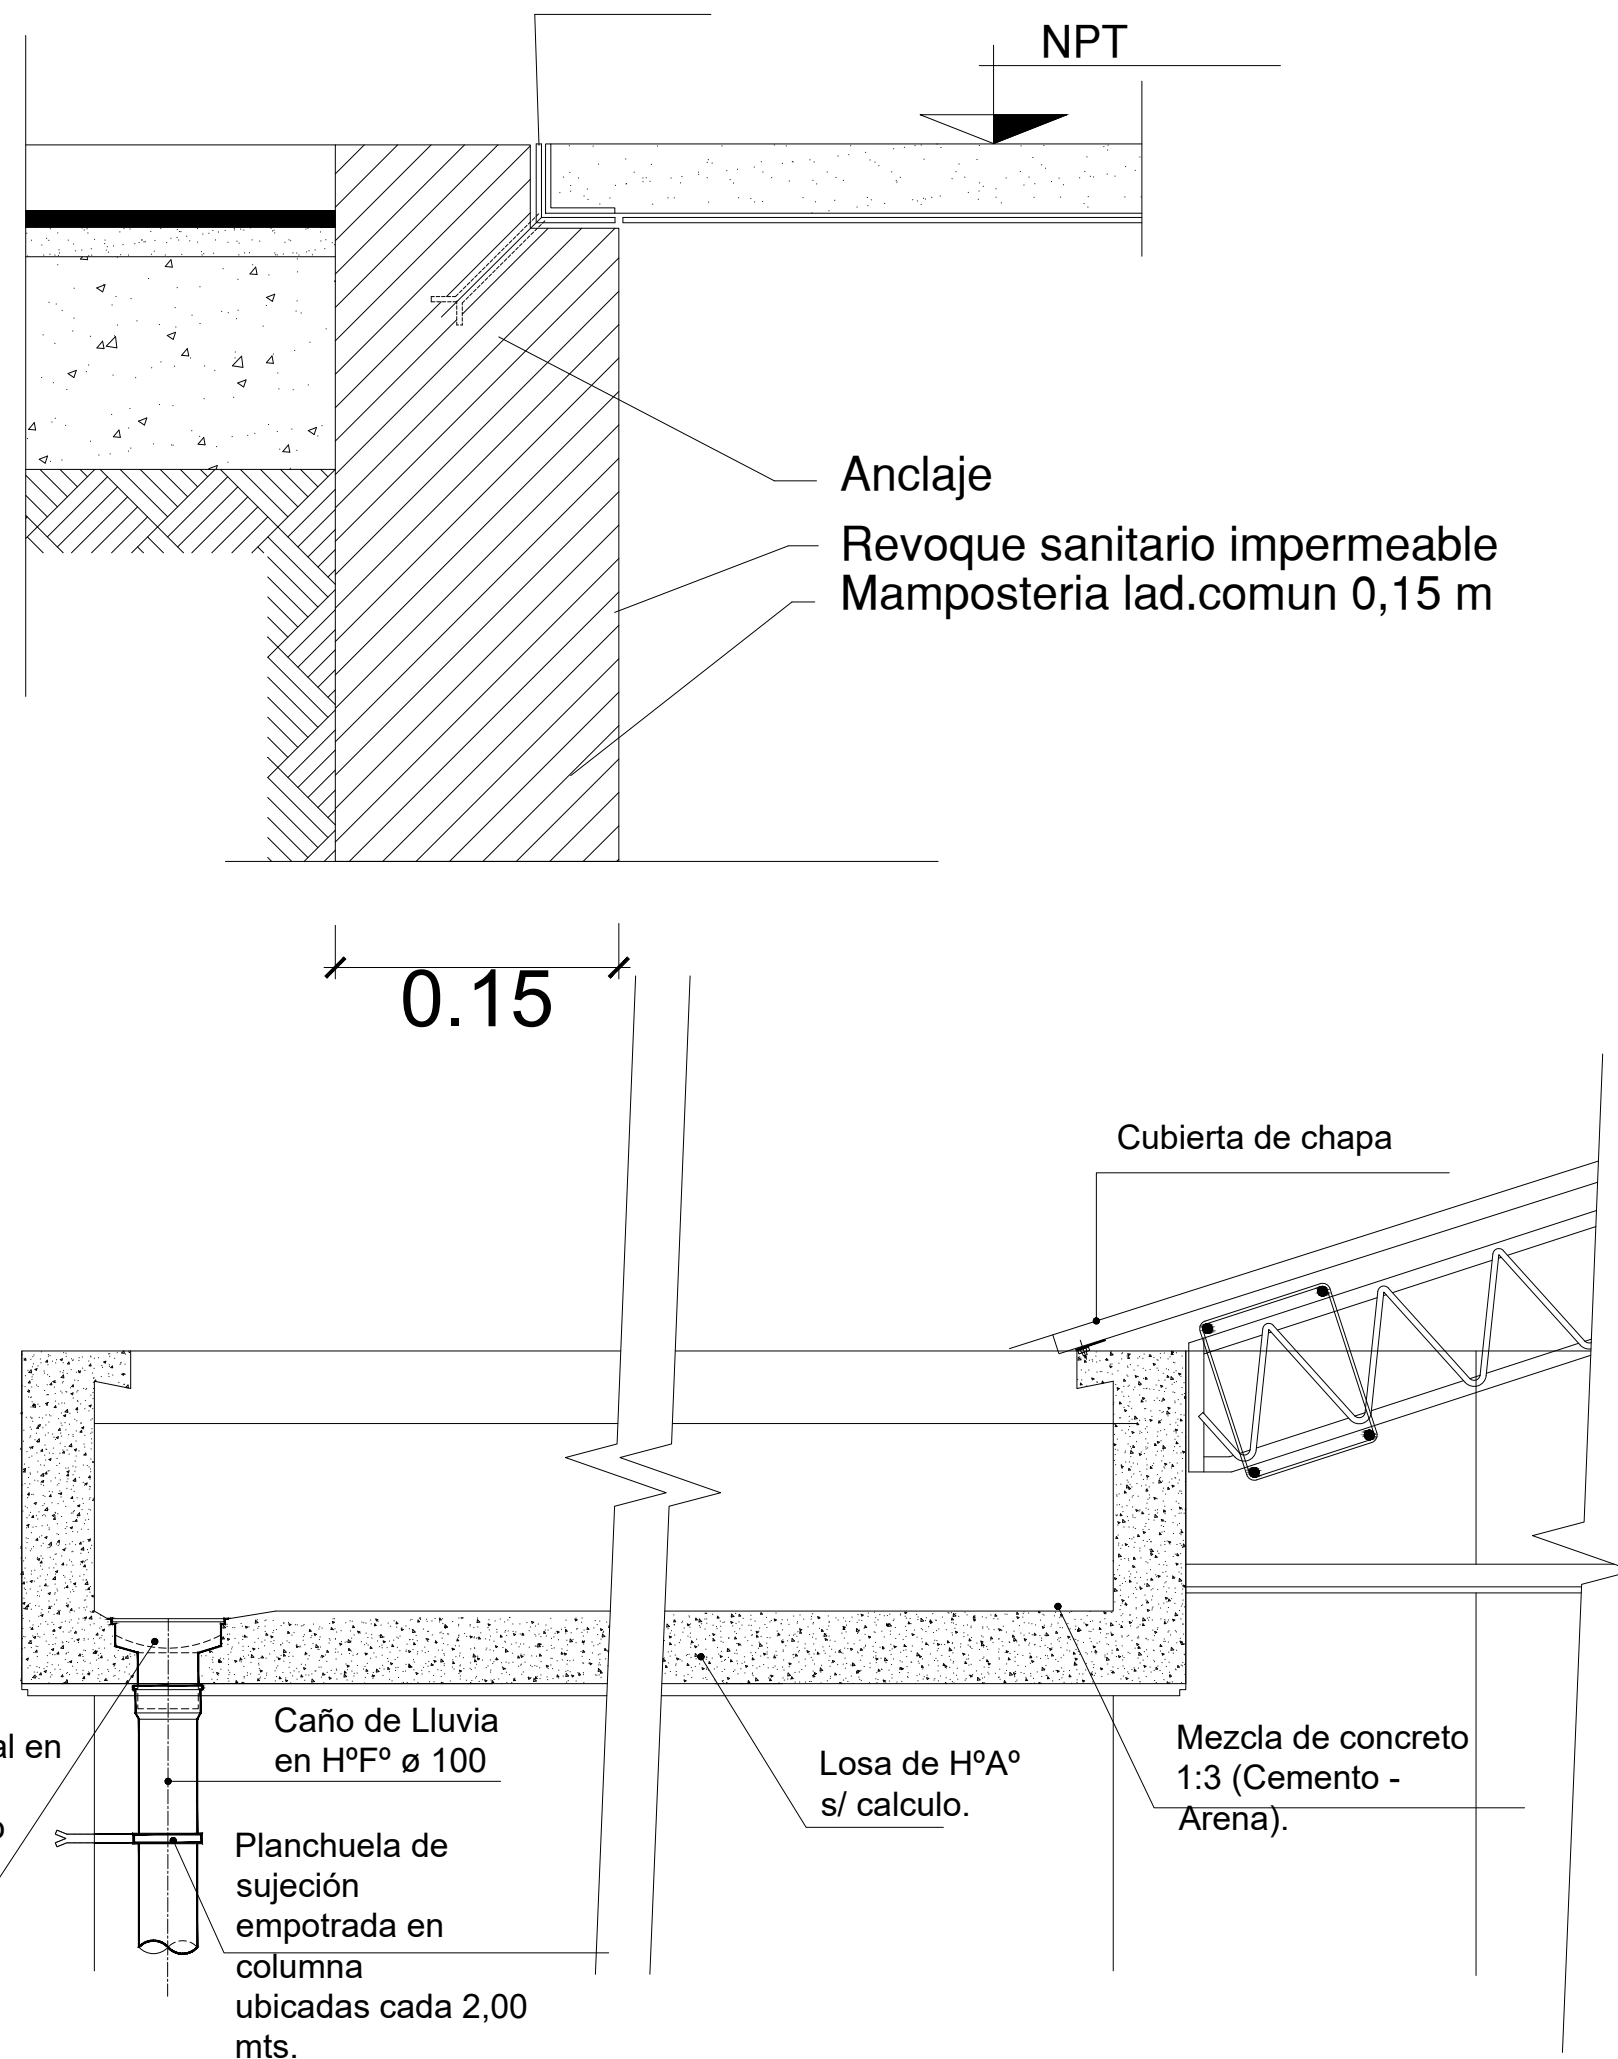 NPT
Anclaje
Revoque sanitario impermeable
Mamposteria lad.comun 0,15 m
0.15
Cubierta de chapa
Caño de Lluvia
en HºFº ø 100
al en
o
Planchuela de
sujeción
empotrada en
columna
ubicadas cada 2,00
mts.
Losa de HºAº
s/ calculo.
Mezcla de concreto
1:3 (Cemento -
Arena).